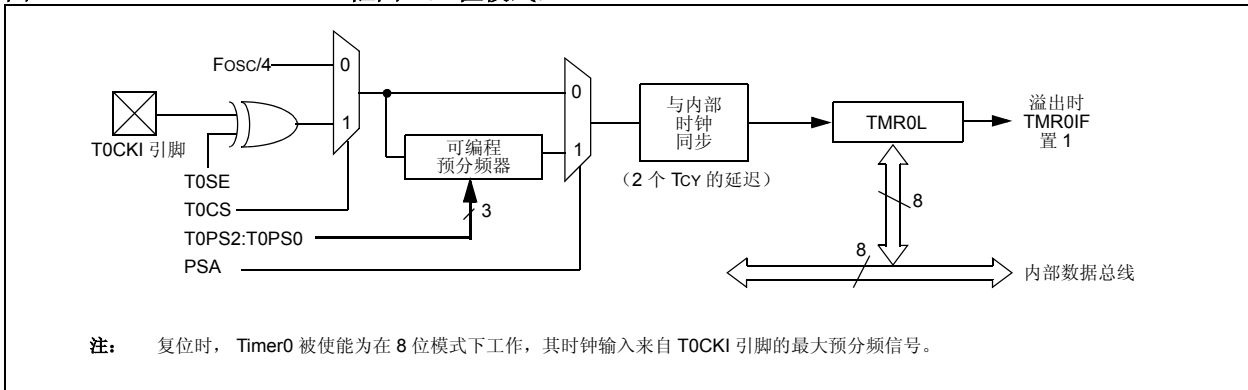 Fosc/4
0
1
T0CKI 引脚
T0SE
T0CS
T0PS2:T0PS0
PSA
可编程
预分频器
3
0
1
与内部
时钟
同步
（2 个 TCY 的延迟）
TMR0L
溢出时
TMR0IF
置 1
8
8
内部数据总线
注： 复位时， Timer0 被使能为在 8 位模式下工作，其时钟输入来自 T0CKI 引脚的最大预分频信号。